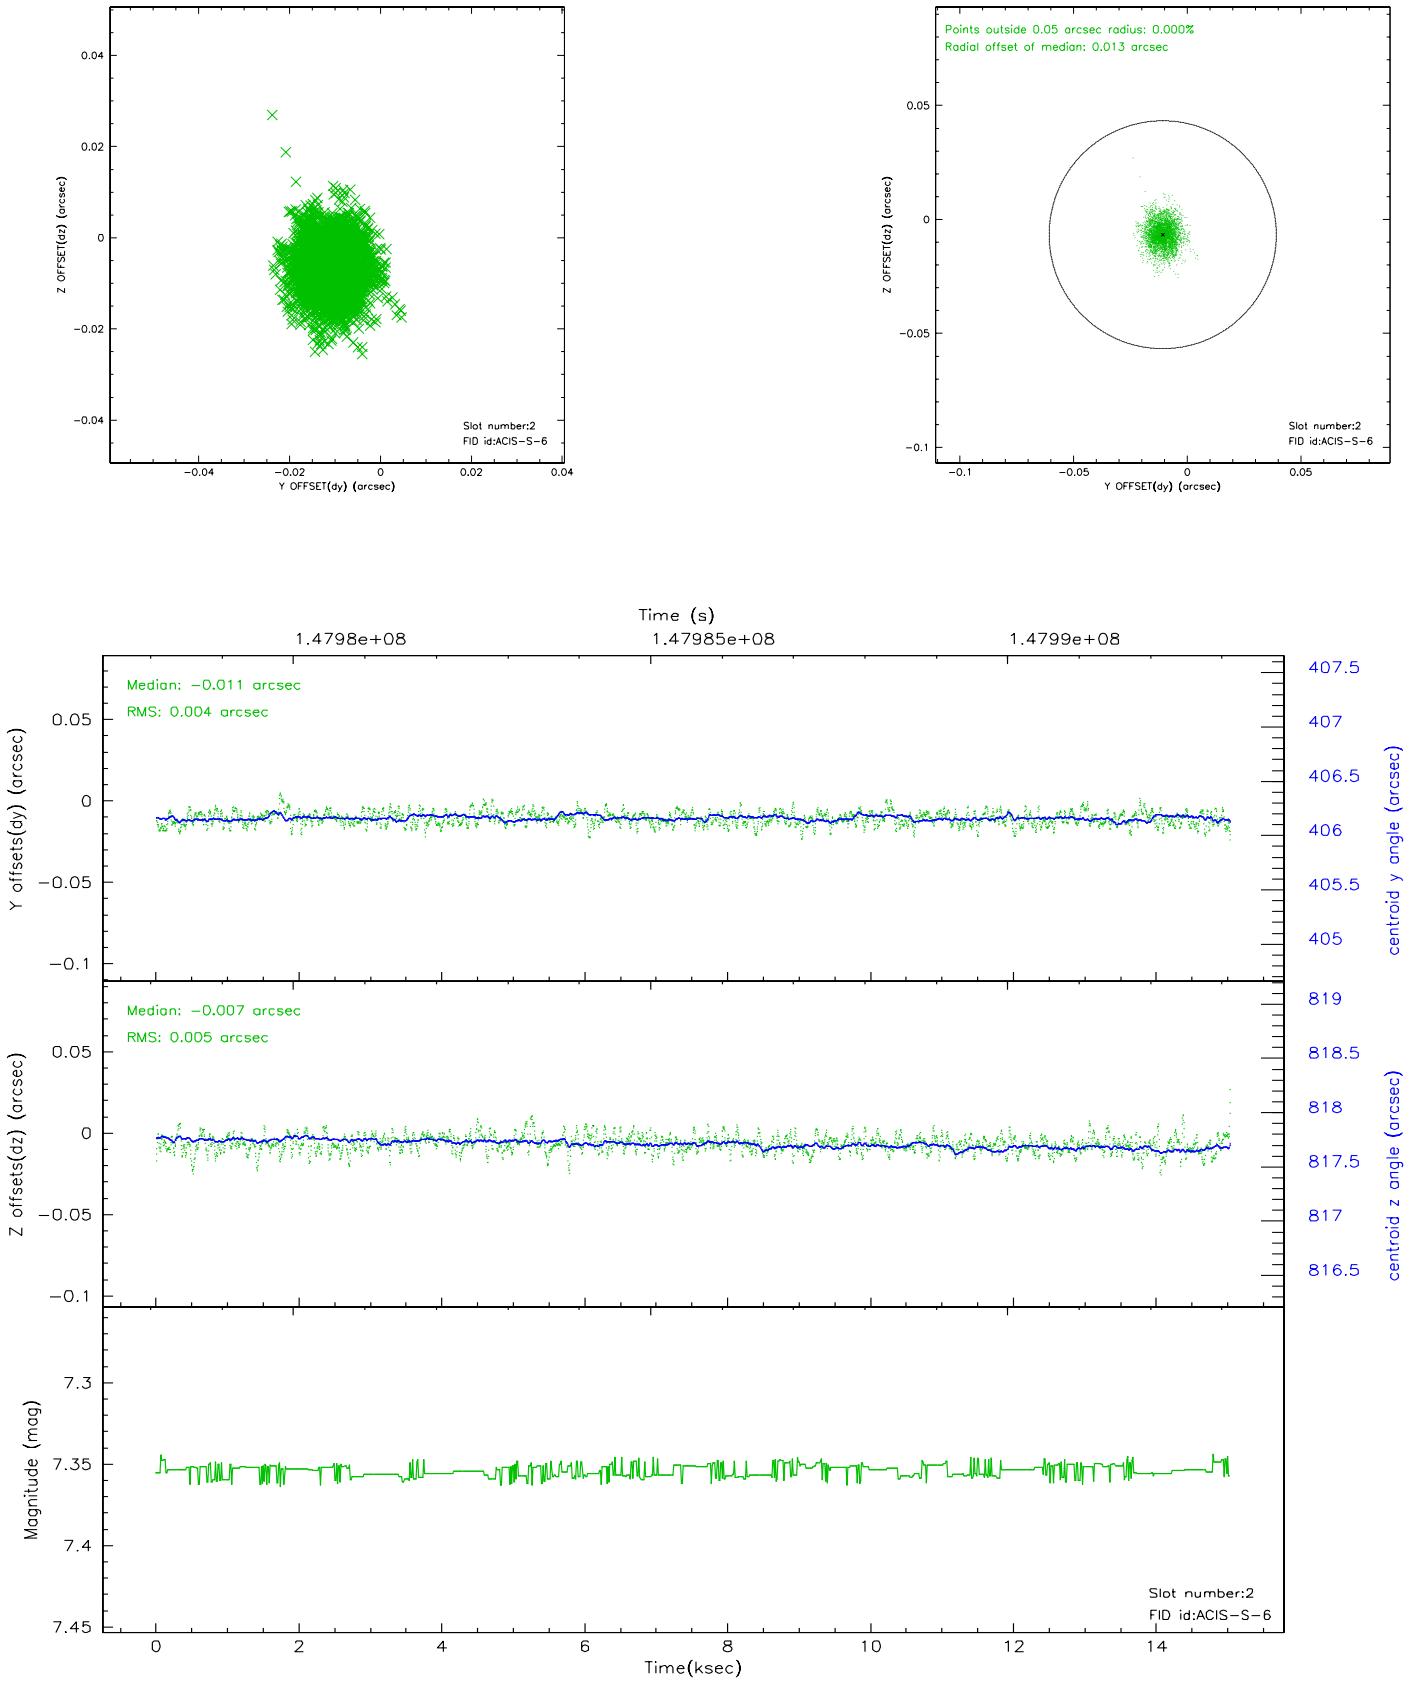 0.04
0.02
0
-0.02
-0.04
Z OFFSET(dz) (arcsec)
Slot number:2
FID id:ACIS-S-6
-0.04
-0.02
0
0.02
0.04
Y OFFSET(dy) (arcsec)
Points outside 0.05 arcsec radius: 0.000%
Radial offset of median: 0.013 arcsec
0.05
0
-0.05
-0.1
Z OFFSET(dz) (arcsec)
Slot number:2
FID id:ACIS-S-6
-0.1
-0.05
0
0.05
Y OFFSET(dy) (arcsec)
Time (s)
1.4798e+08
1.47985e+08
1.4799e+08
Median: -0.011 arcsec
RMS: 0.004 arcsec
0.05
0
-0.05
-0.1
Y offsets(dy) (arcsec)
407.5
407
406.5
406
405.5
405
centroid y angle (arcsec)
Median: -0.007 arcsec
RMS: 0.005 arcsec
0.05
0
-0.05
-0.1
Z offsets(dz) (arcsec)
819
818.5
818
817.5
817
816.5
centroid z angle (arcsec)
7.3
7.35
7.4
7.45
Magnitude (mag)
Slot number:2
FID id:ACIS-S-6
0
2
4
6
8
10
12
14
Time(ksec)